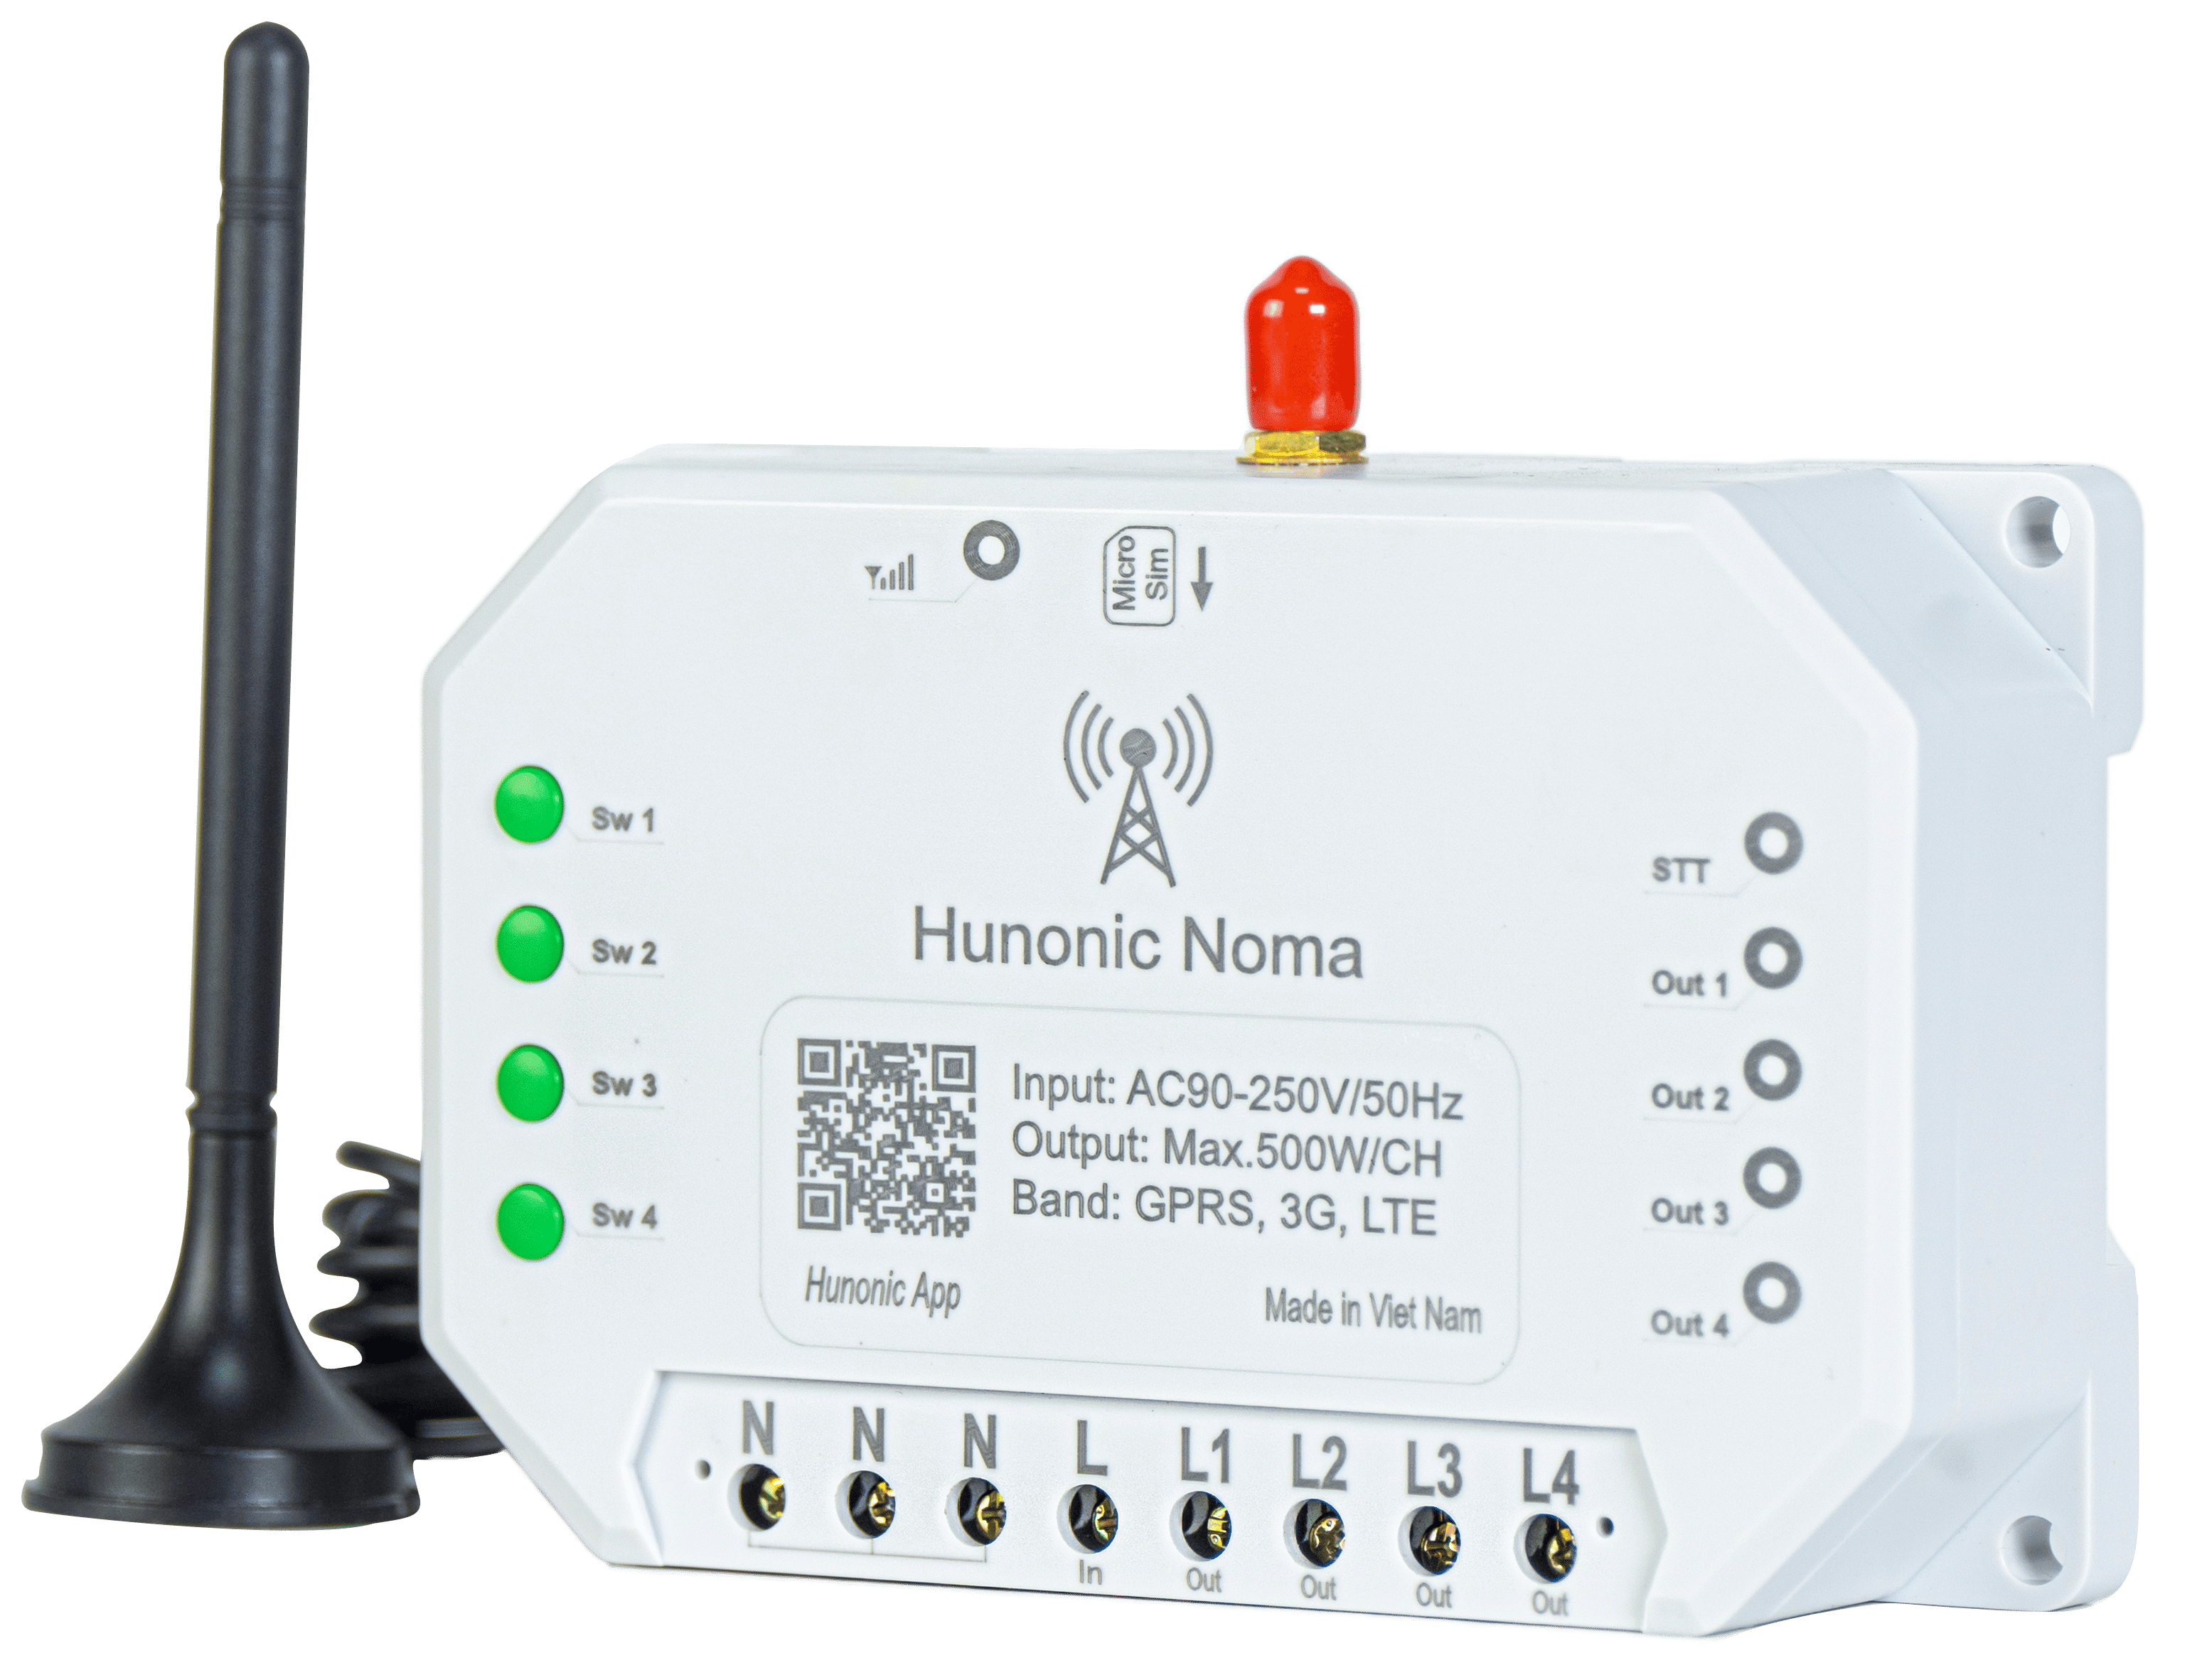 Micro
Sim
Sw 1
Sw 2
Sw 3
Sw 4
Hunonic Noma
Input: AC90-250V/50Hz
Output: Max.500W/CH
Band: GPRS, 3G, LTE
Hunonic App
Made in Viet Nam
STT
Out 1
Out 2
Out 3
Out 4
N N N L L1 L2 L3 L4
In Out Out Out Out